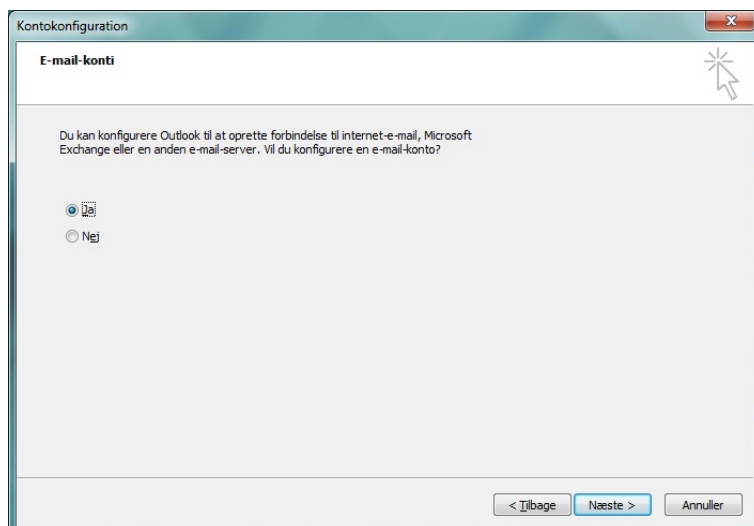 Kontokonfiguration
E-mail-konti
Du kan konfigurere Outlook til at oprette forbindelse til internet-e-mail, Microsoft
Exchange eller en anden e-mail-server. Vil du konfigurere en e-mail-konto?
Ja
Nej
< Tilbage
Næste >
Annuller